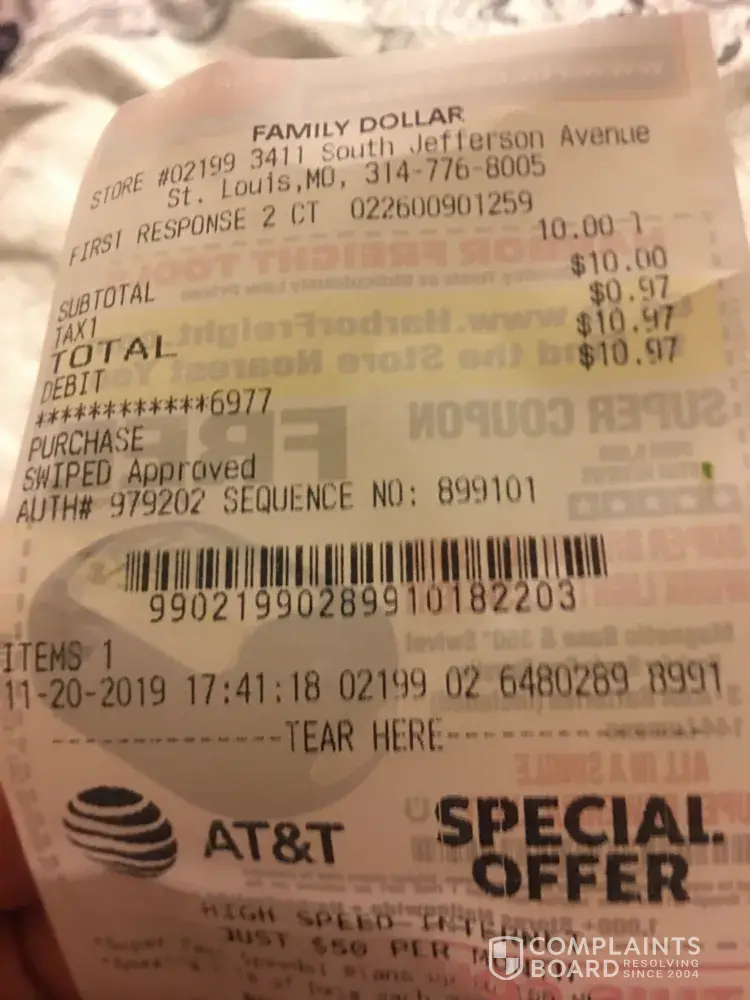 FAMILY DOLLAR
STORE #02199 3411 South Jefferson Avenue
St. Louis,MO, 314-776-8005
FIRST RESPONSE 2 CT 022600901259
10.00 1
SUBTOTAL $10.00
TAX1 $0.97
TOTAL $10.97
DEBIT $10.97
************6977
PURCHASE
SWIPED Approved
AUTH# 979202 SEQUENCE NO: 899101
99021990289910182203
ITEMS 1
11-20-2019 17:41:18 02199 02 6480289 8991
TEAR HERE
AT&T SPECIAL OFFER
HIGH SPEED INTERNET
JUST $50 PER
COMPLAINTS BOARD RESOLVING SINCE 2004